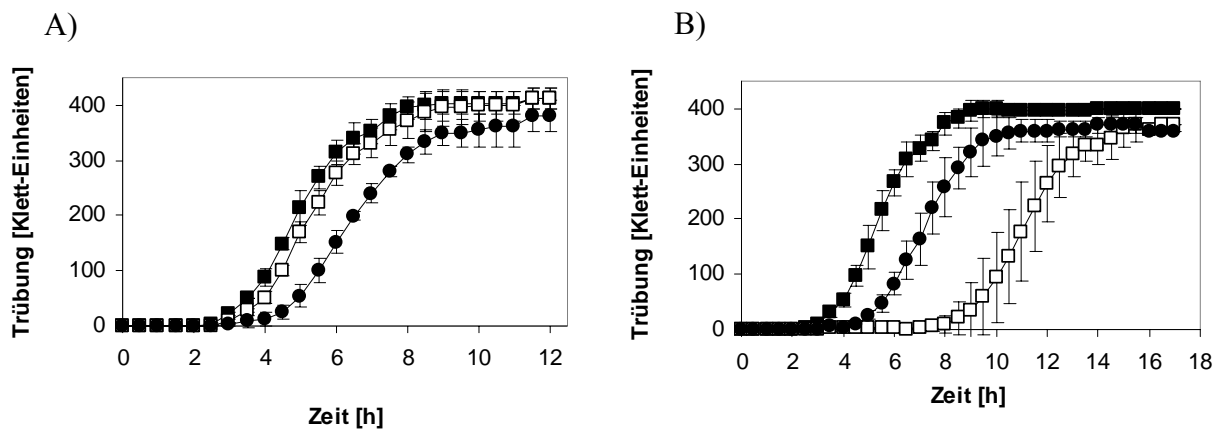 A)
Trübung [Klett-Einheiten]
400
300
200
100
0
0 2 4 6 8 10 12
Zeit [h]
B)
Trübung [Klett-Einheiten]
400
300
200
100
0
0 2 4 6 8 10 12 14 16 18
Zeit [h]